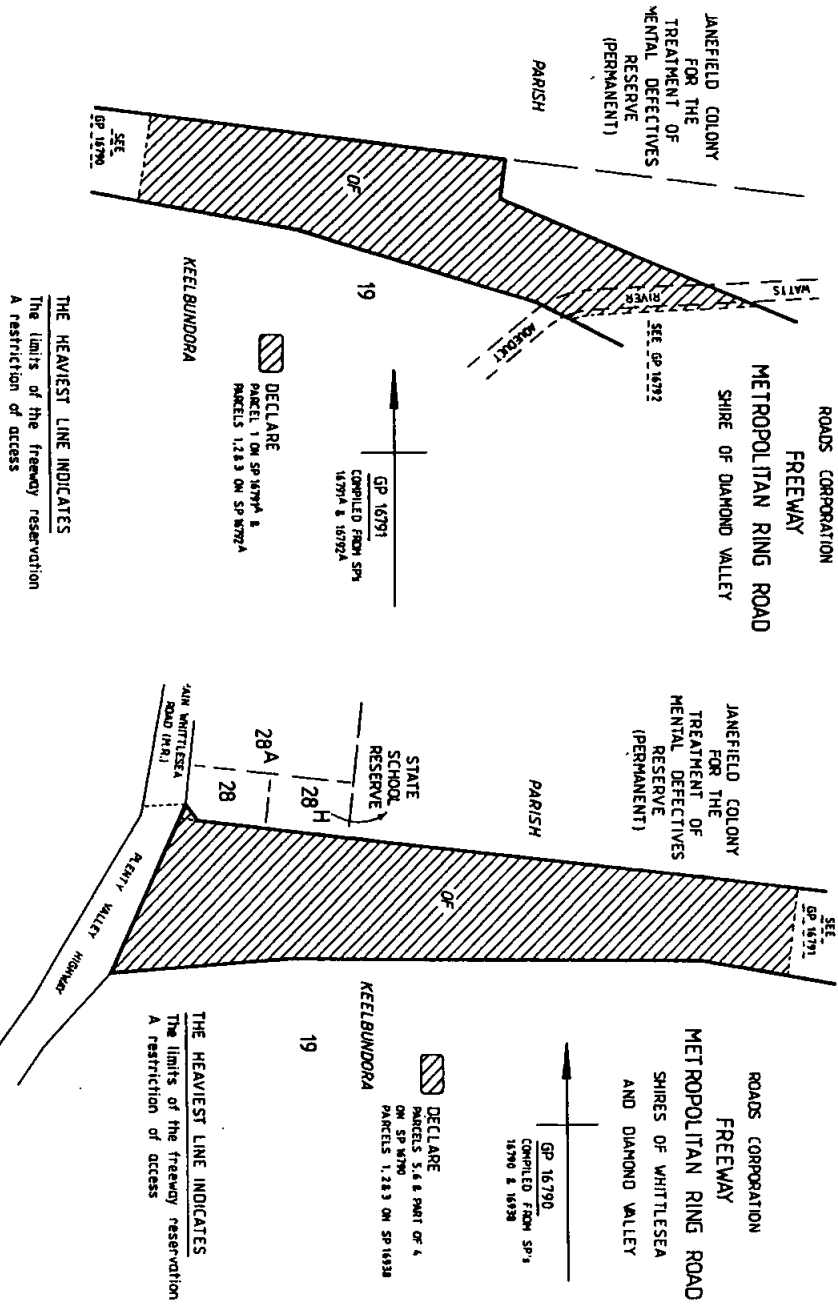 JANEFIELD COLONY
FOR THE
TREATMENT OF
MENTAL DEFECTIVES
RESERVE
(PERMANENT)
PARISH
OF
KEELBUNDORA
19
SEE
GP 16790
WATTS
RIVER
AQUEDUCT
SEE GP 16792
ROADS CORPORATION
FREEWAY
METROPOLITAN RING ROAD
SHIRE OF DIAMOND VALLEY
GP 16791
COMPILED FROM SP's
16791A & 16792A
DECLARE
PARCEL 1 ON SP 16791A &
PARCELS 1,2 & 3 ON SP 16792A
THE HEAVIEST LINE INDICATES
The limits of the freeway reservation
A restriction of access
JANEFIELD COLONY
FOR THE
TREATMENT OF
MENTAL DEFECTIVES
RESERVE
(PERMANENT)
PARISH
OF
KEELBUNDORA
19
STATE
SCHOOL
RESERVE
28H
28A
28
AIN WHITTLESEA
ROAD (M.R.)
PLENTY VALLEY HIGHWAY
SEE
GP 16791
ROADS CORPORATION
FREEWAY
METROPOLITAN RING ROAD
SHIRES OF WHITTLESEA
AND DIAMOND VALLEY
GP 16790
COMPILED FROM SP's
16790 & 16938
DECLARE
PARCELS 5,6 & PART OF 4
ON SP 16790
PARCELS 1,2 & 3 ON SP 16938
THE HEAVIEST LINE INDICATES
The limits of the freeway reservation
A restriction of access